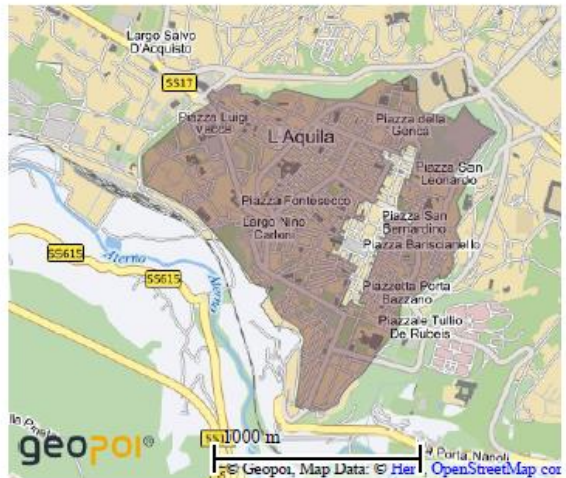 Largo Salvo
D'Acquisto
SS17
Piazza Luigi
Vacca
Piazza della
Genca
L Aquila
Piazza San
Leonardo
Piazza Fontesecco
Largo Nino
Carloni
Piazza San
Bernardino
Piazza Bariscianello
SS615
Aterno
SS615
Aterno
Piazzetta Porta
Bazzano
Piazzale Tullio
De Rubeis
geopoi®
1000 m
Porta Napoli
© Geopoi, Map Data: © Her , OpenStreetMap cor